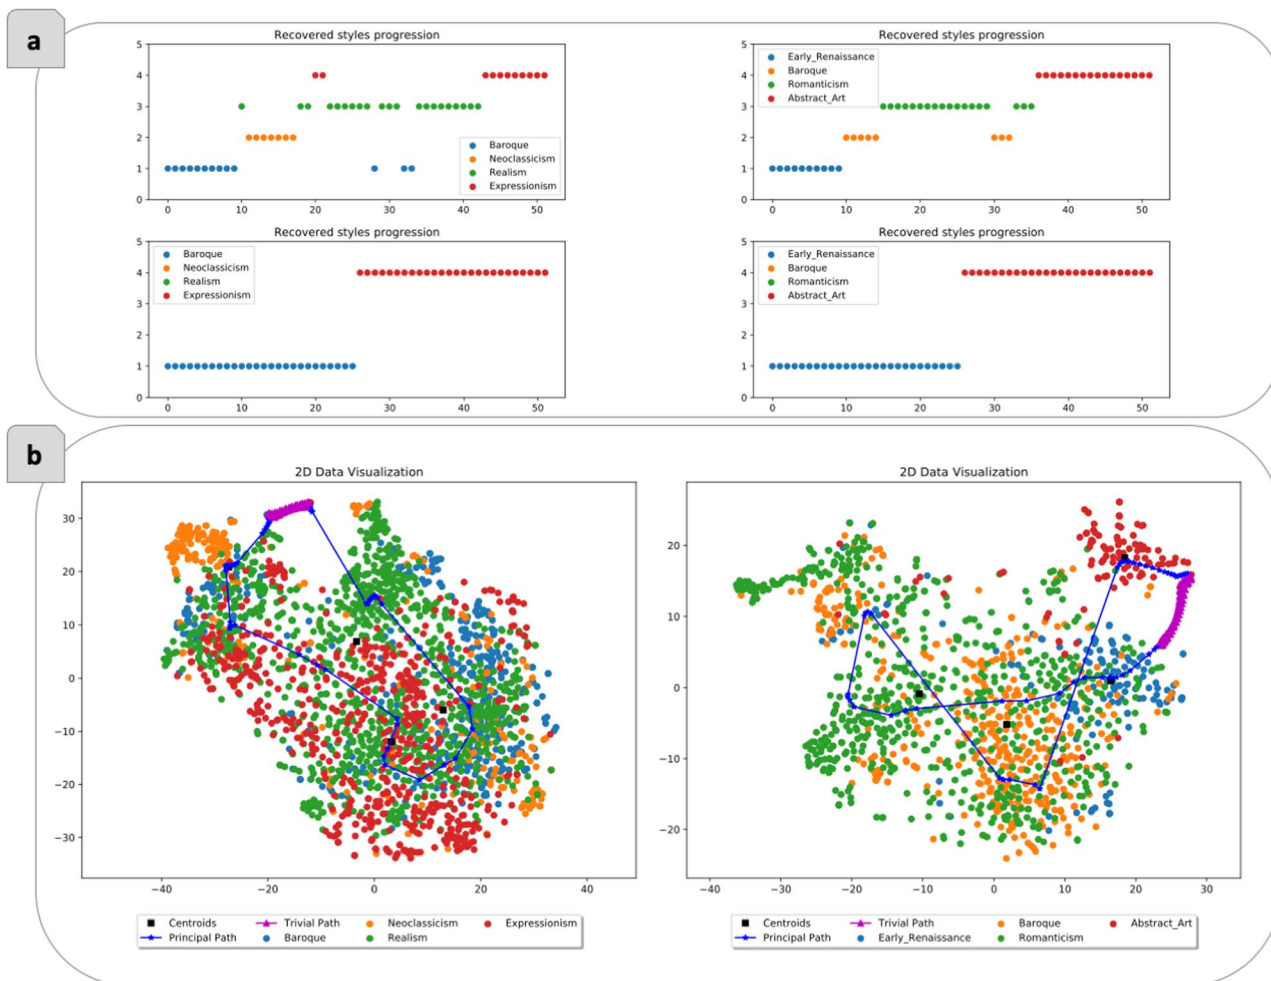 a
Recovered styles progression
5
4
3
2
1
0
0 10 20 30 40 50
Baroque
Neoclassicism
Realism
Expressionism
Recovered styles progression
5
4
3
2
1
0
0 10 20 30 40 50
Early_Renaissance
Baroque
Romanticism
Abstract_Art
Recovered styles progression
5
4
3
2
1
0
0 10 20 30 40 50
Baroque
Neoclassicism
Realism
Expressionism
Recovered styles progression
5
4
3
2
1
0
0 10 20 30 40 50
Early_Renaissance
Baroque
Romanticism
Abstract_Art
b
2D Data Visualization
30
20
10
0
−10
−20
−30
−40 −20 0 20 40
Centroids Trivial Path Neoclassicism Expressionism
Principal Path Baroque Realism
2D Data Visualization
20
10
0
−10
−20
−40 −30 −20 −10 0 10 20 30
Centroids Trivial Path Baroque Abstract_Art
Principal Path Early_Renaissance Romanticism